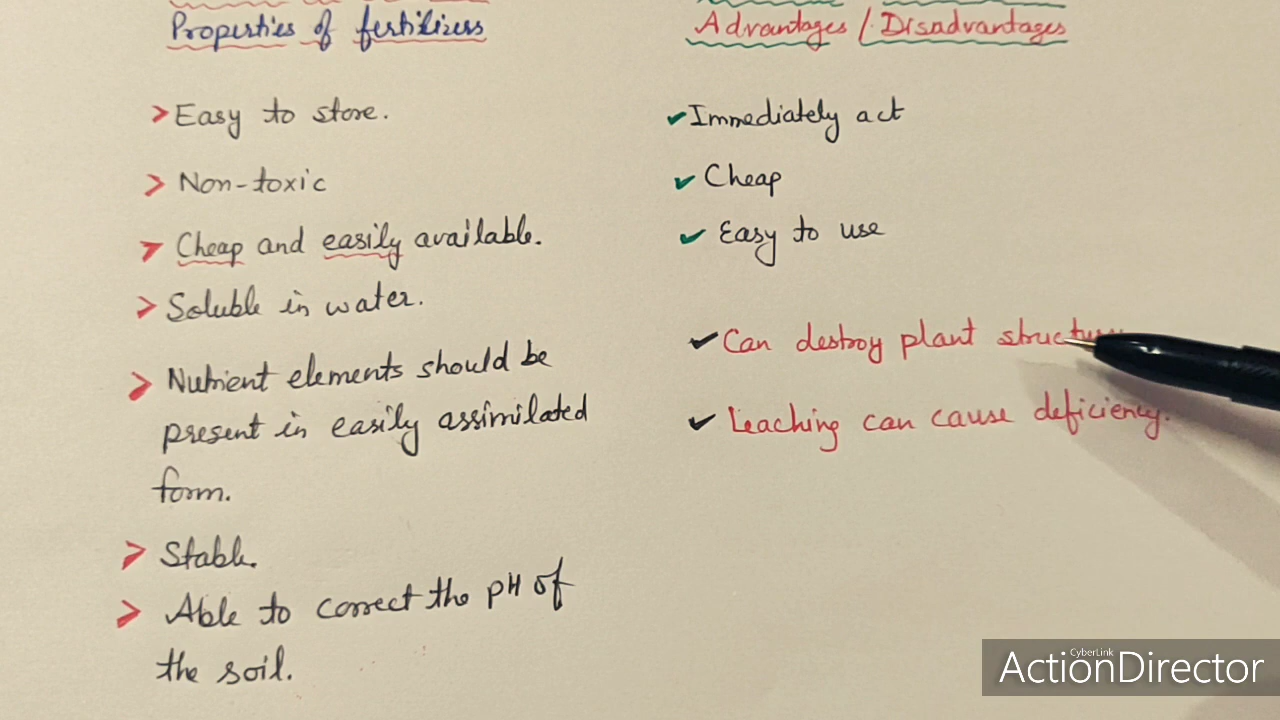 Properties of fertilizers
Easy to store.
Non-toxic
Cheap and easily available.
Soluble in water.
Nutrient elements should be
present in easily assimilated
form.
Stable.
Able to correct the pH of
the soil.
Advantages / Disadvantages
Immediately act
Cheap
Easy to use
Can destroy plant structure
Leaching can cause deficiency.
CyberLink
ActionDirector